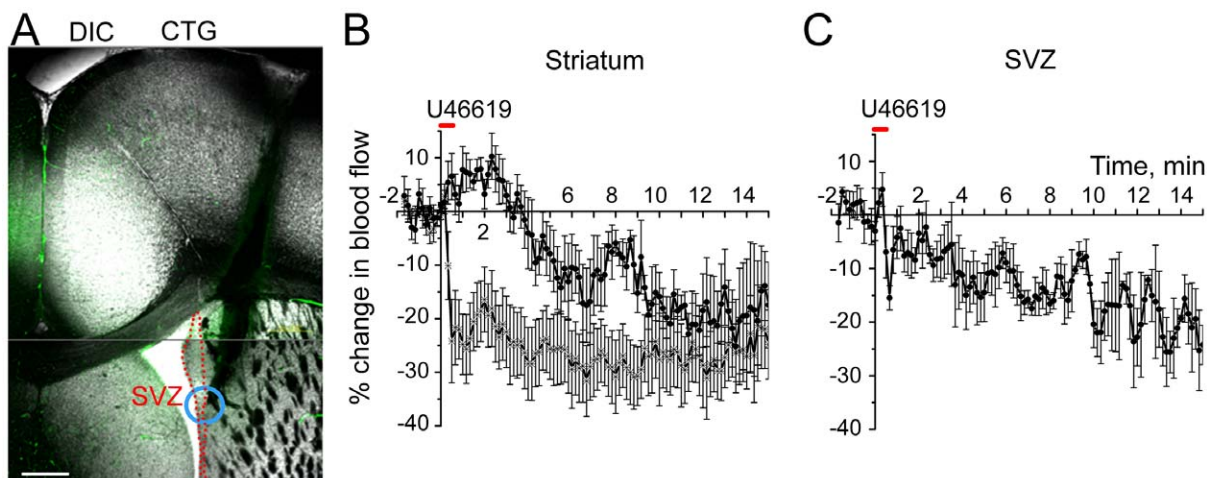 A DIC CTG
SVZ
B
Striatum
U46619
% change in blood flow
10
-2 2 6 8 10 12 14
-10
-20
-30
-40
C
SVZ
U46619
Time, min
10
-2 2 4 6 8 10 12 14
-10
-20
-30
-40